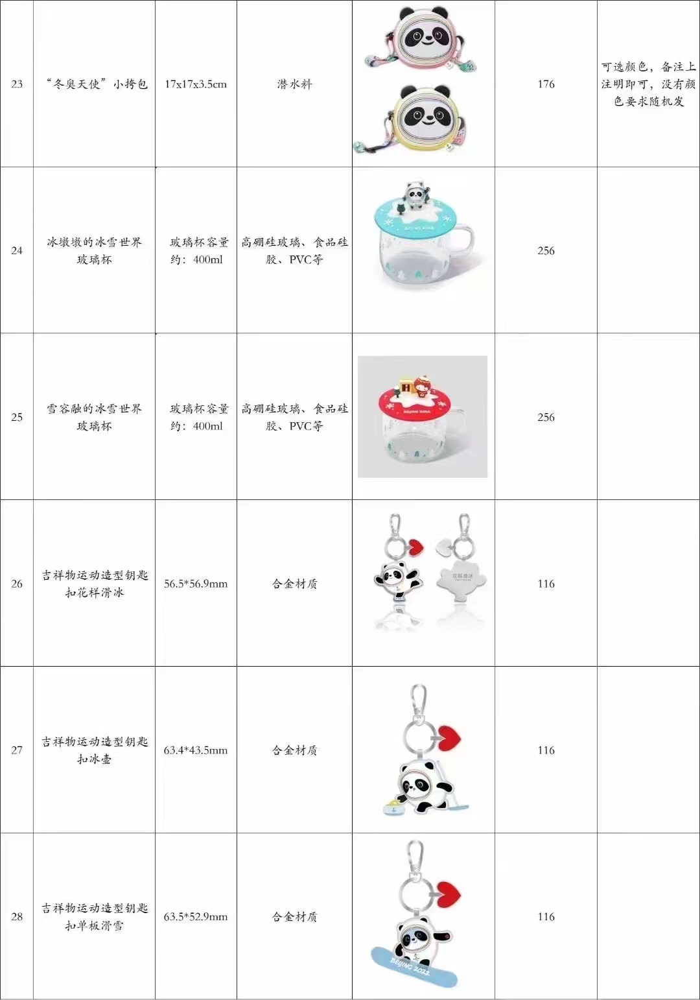 23
“冬奥天使”小挎包
17x17x3.5cm
潜水料
176
可选颜色，备注上
注明即可，没有颜
色要求随机发
24
冰墩墩的冰雪世界
玻璃杯
玻璃杯容量
约：400ml
高硼硅玻璃、食品硅
胶、PVC等
BEIJING 2022
256
25
雪容融的冰雪世界
玻璃杯
玻璃杯容量
约：400ml
高硼硅玻璃、食品硅
胶、PVC等
BEIJING 2022
256
26
吉祥物运动造型钥匙
扣花样滑冰
56.5*56.9mm
合金材质
花样滑冰
116
27
吉祥物运动造型钥匙
扣冰壶
63.4*43.5mm
合金材质
116
28
吉祥物运动造型钥匙
扣单板滑雪
63.5*52.9mm
合金材质
BEIJING 2022
116